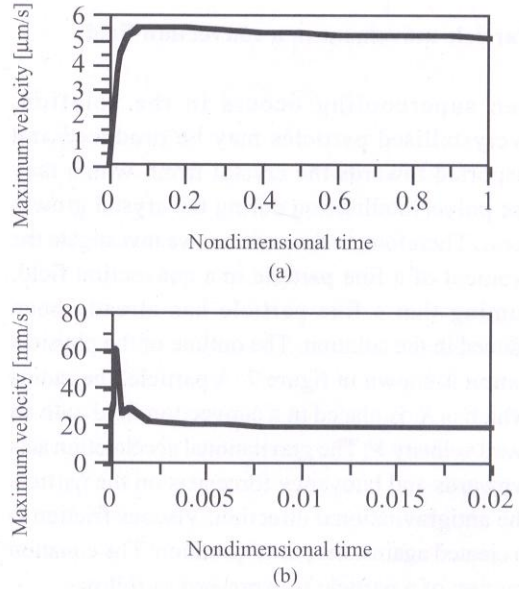 Maximum velocity [μm/s]
6
5
4
3
2
1
0
0 0.2 0.4 0.6 0.8 1
Nondimensional time
(a)
Maximum velocity [mm/s]
80
60
40
20
0
0 0.005 0.01 0.015 0.02
Nondimensional time
(b)